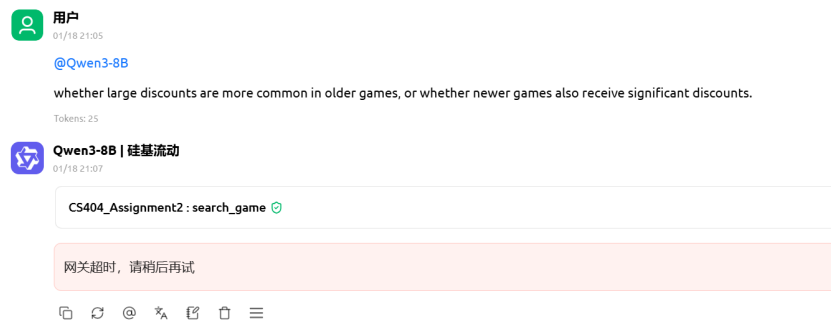 用户
01/18 21:05
@Qwen3-8B
whether large discounts are more common in older games, or whether newer games also receive significant discounts.
Tokens: 25
Qwen3-8B | 硅基流动
01/18 21:07
CS404_Assignment2 : search_game
网关超时，请稍后再试